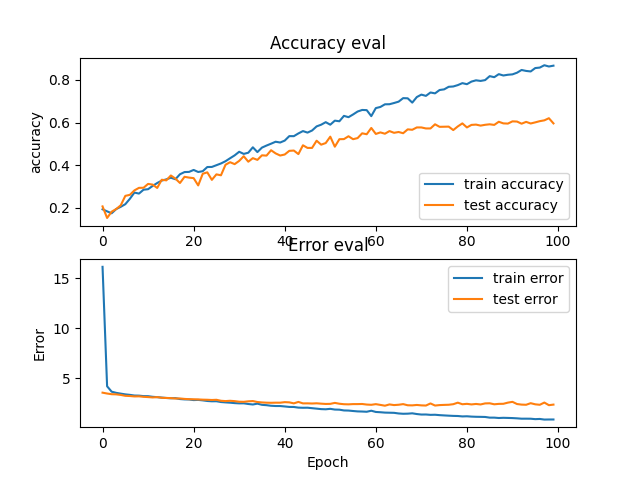 Accuracy eval
accuracy
0.8
0.6
0.4
0.2
train accuracy
test accuracy
0 20 40 60 80 100
Error eval
Error
15
10
5
train error
test error
0 20 40 60 80 100
Epoch